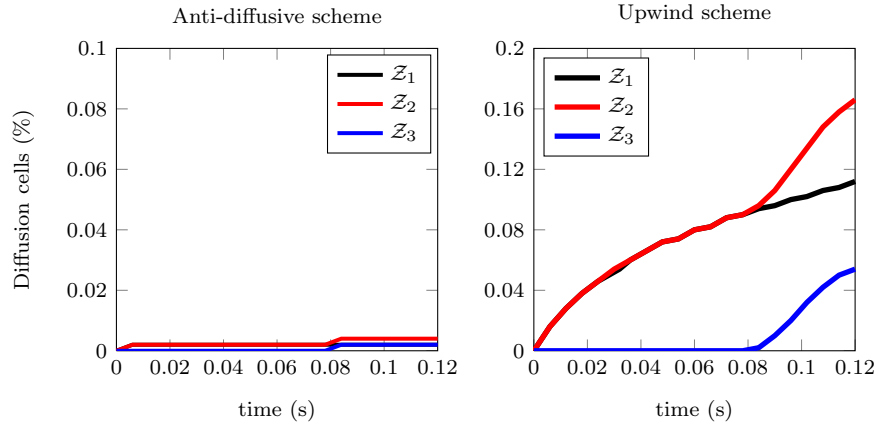 Anti-diffusive scheme
Upwind scheme
0.1
0.08
0.06
0.04
0.02
0
Diffusion cells (%)
𝒵1
𝒵2
𝒵3
0 0.02 0.04 0.06 0.08 0.1 0.12
time (s)
0.2
0.16
0.12
0.08
0.04
0
𝒵1
𝒵2
𝒵3
0 0.02 0.04 0.06 0.08 0.1 0.12
time (s)